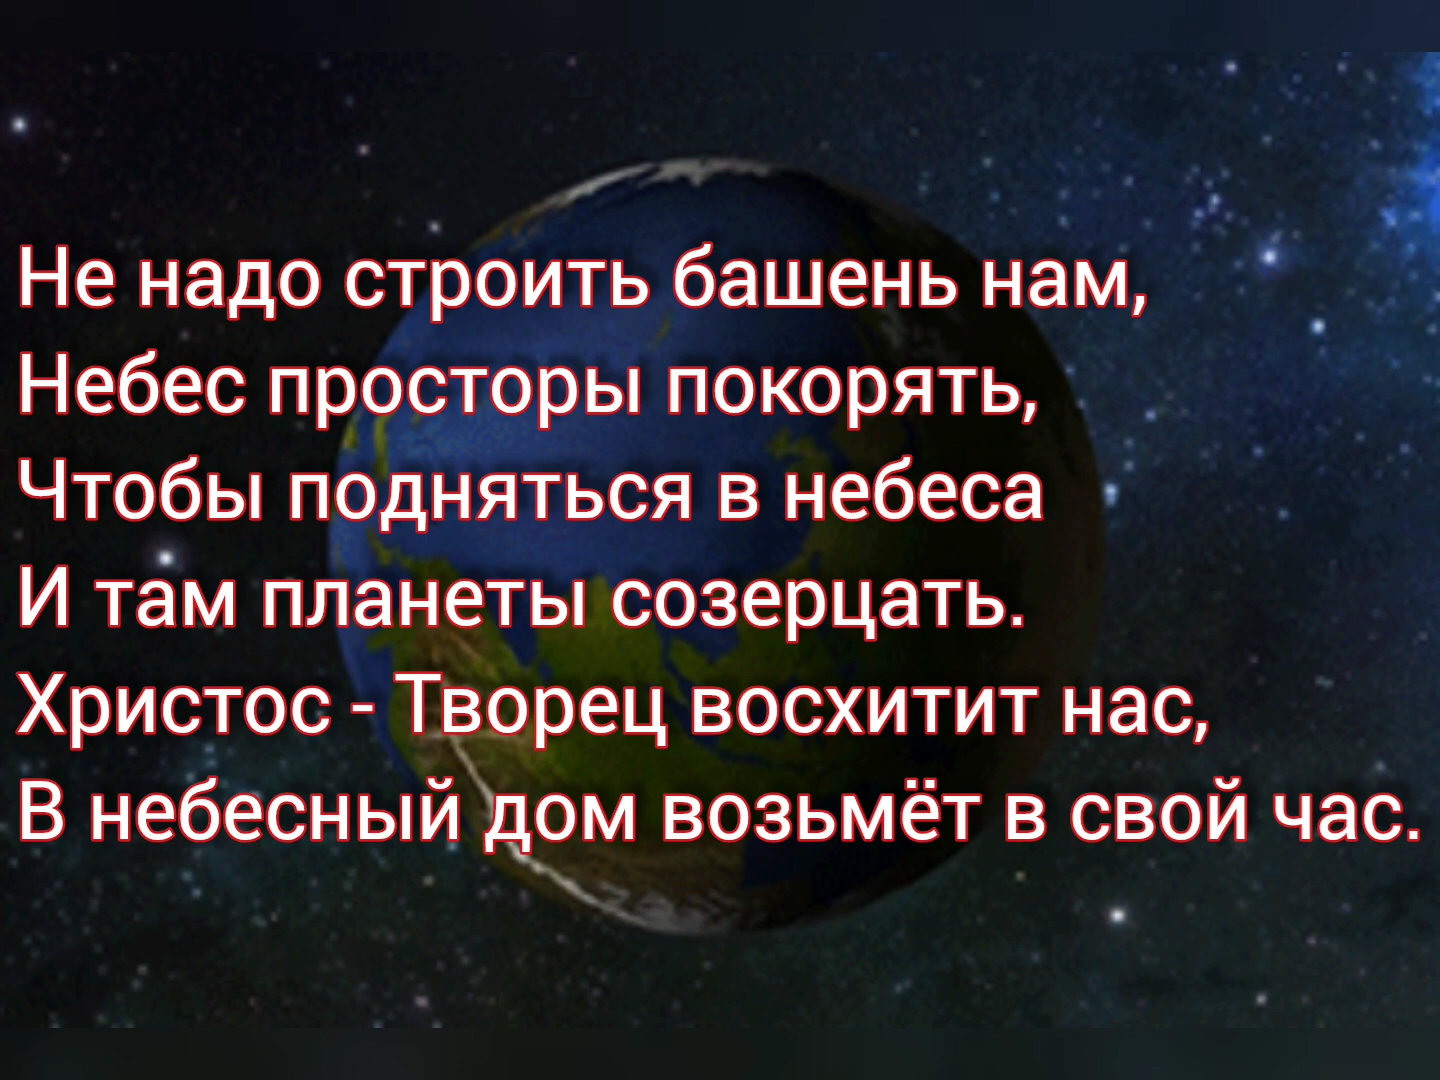 Не надо строить башень нам,
Небес просторы покорять,
Чтобы подняться в небеса
И там планеты созерцать.
Христос - Творец восхитит нас,
В небесный дом возьмёт в свой час.